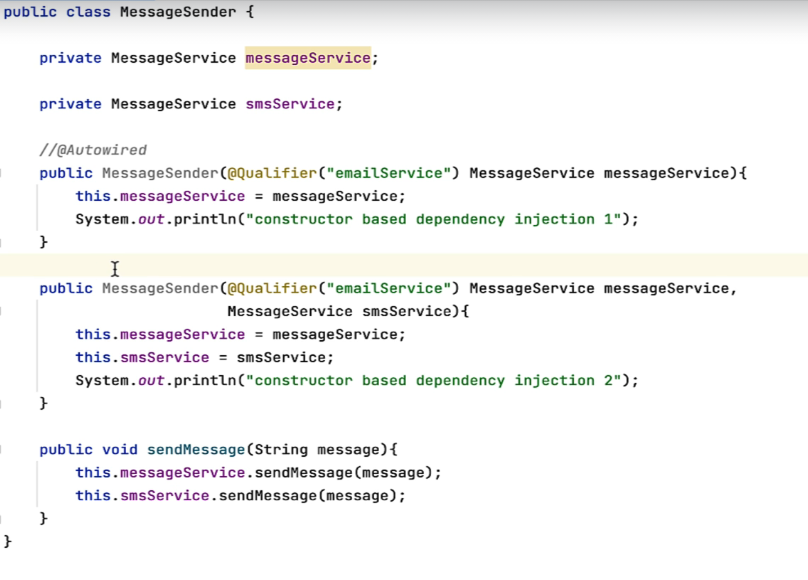 public class MessageSender {
private MessageService messageService;
private MessageService smsService;
//@Autowired
public MessageSender(@Qualifier("emailService") MessageService messageService){
this.messageService = messageService;
System.out.println("constructor based dependency injection 1");
}
public MessageSender(@Qualifier("emailService") MessageService messageService,
MessageService smsService){
this.messageService = messageService;
this.smsService = smsService;
System.out.println("constructor based dependency injection 2");
}
public void sendMessage(String message){
this.messageService.sendMessage(message);
this.smsService.sendMessage(message);
}
}